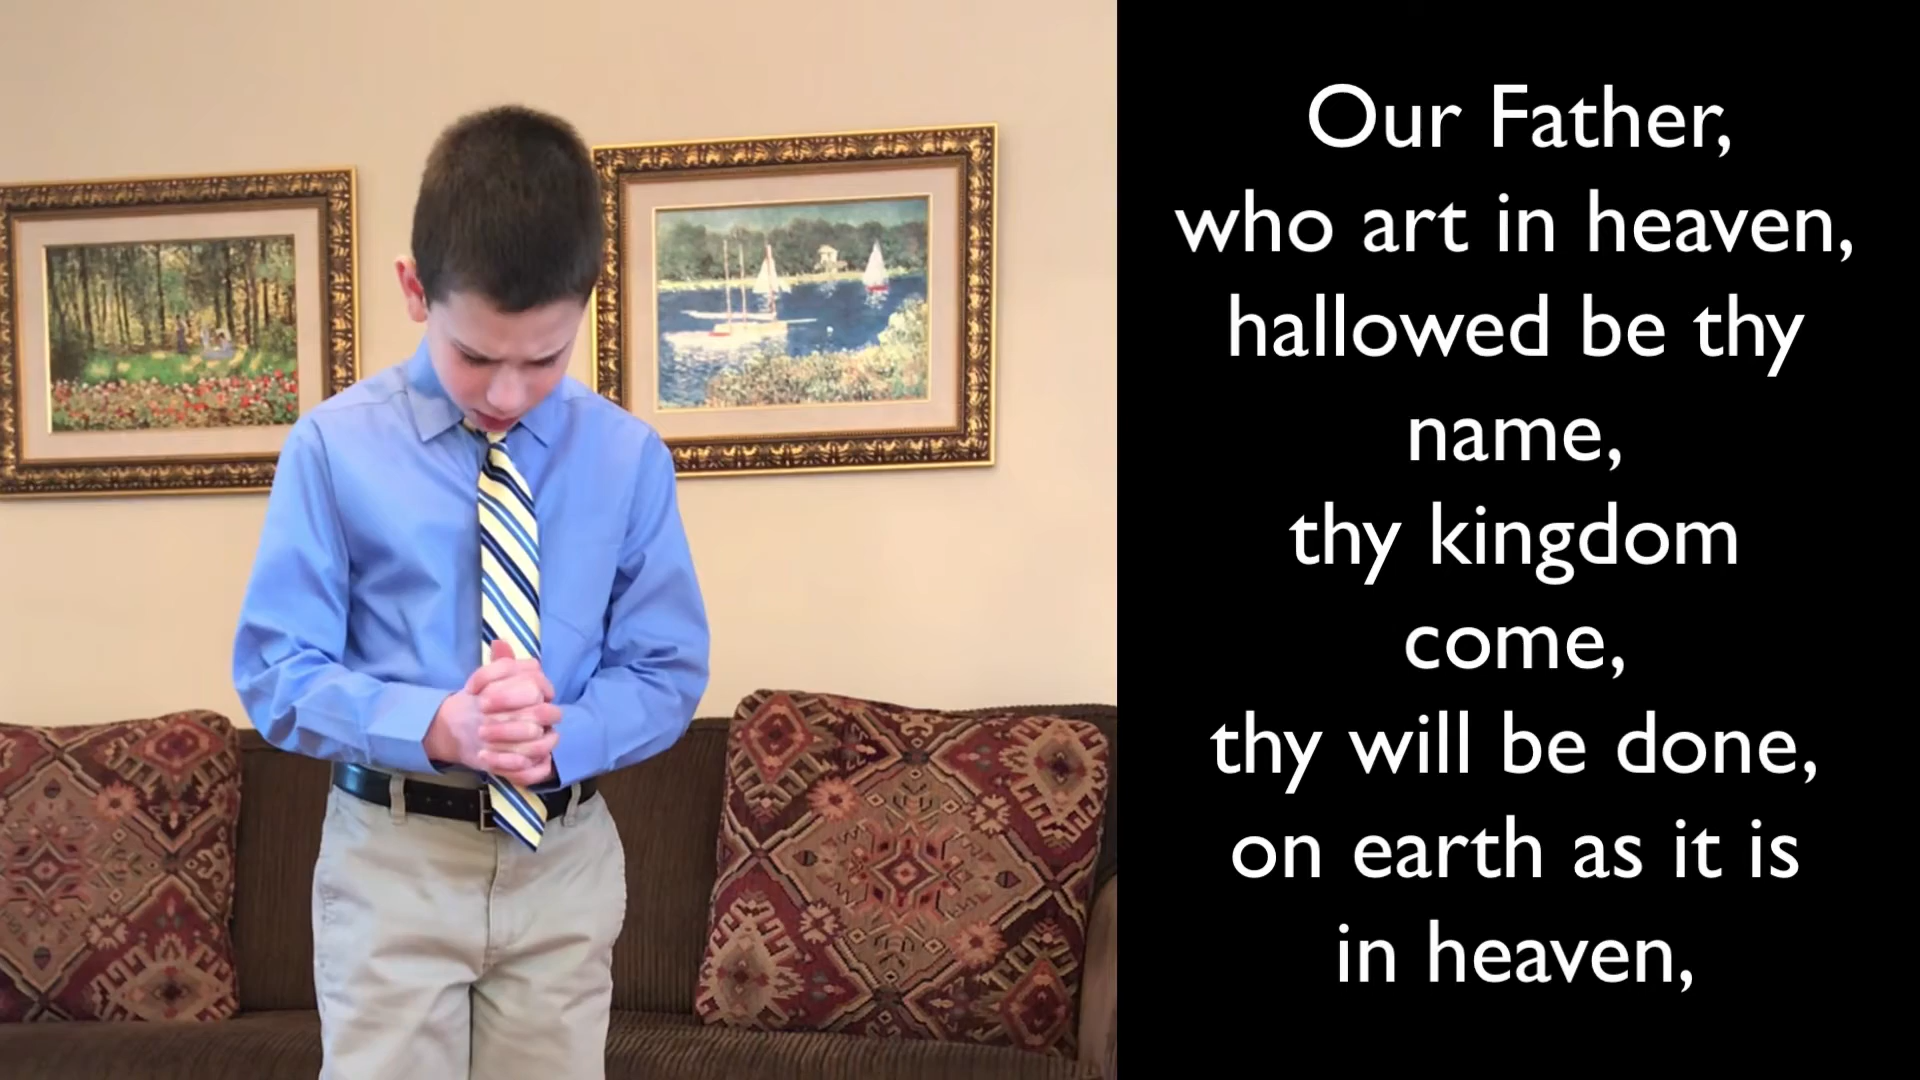 Our Father,
who art in heaven,
hallowed be thy
name,
thy kingdom
come,
thy will be done,
on earth as it is
in heaven,